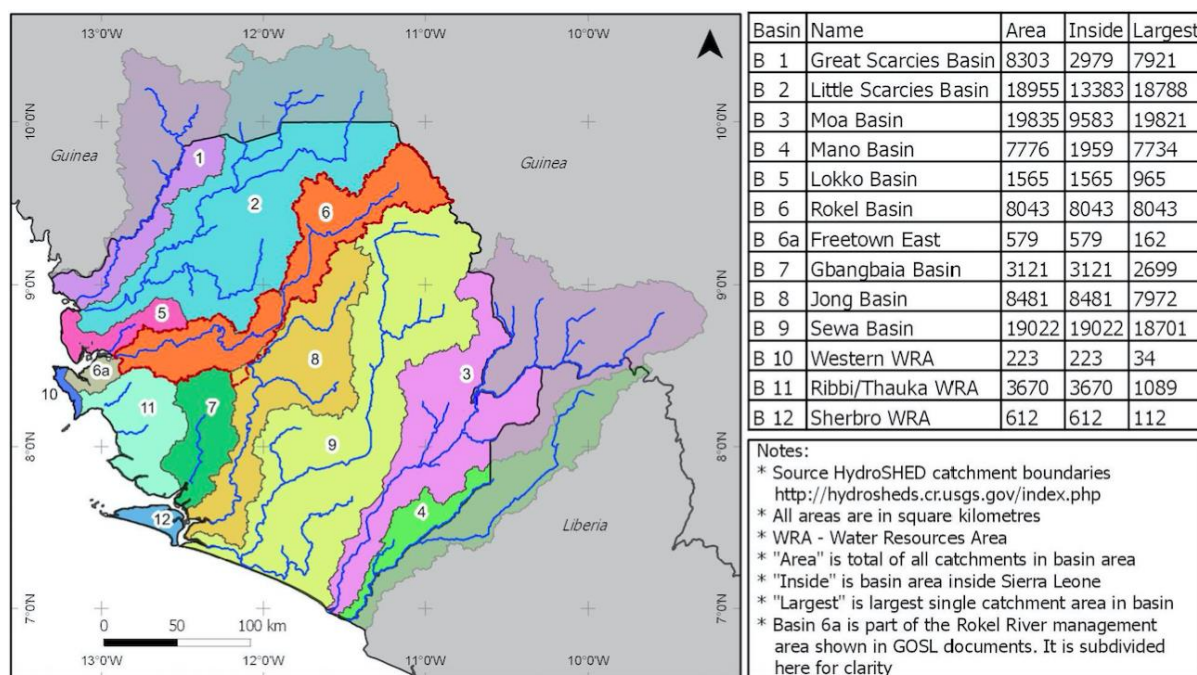 13°0'W 12°0'W 11°0'W 10°0'W
10°0'N
9°0'N
8°0'N
7°0'N
Guinea
Guinea
Liberia
1
2
6
5
6a
8
3
10
11
7
9
4
12
0 50 100 km
13°0'W 12°0'W 11°0'W 10°0'W
Basin Name Area Inside Largest
B 1 Great Scarcies Basin 8303 2979 7921
B 2 Little Scarcies Basin 18955 13383 18788
B 3 Moa Basin 19835 9583 19821
B 4 Mano Basin 7776 1959 7734
B 5 Lokko Basin 1565 1565 965
B 6 Rokel Basin 8043 8043 8043
B 6a Freetown East 579 579 162
B 7 Gbangbaia Basin 3121 3121 2699
B 8 Jong Basin 8481 8481 7972
B 9 Sewa Basin 19022 19022 18701
B 10 Western WRA 223 223 34
B 11 Ribbi/Thauka WRA 3670 3670 1089
B 12 Sherbro WRA 612 612 112
Notes:
* Source HydroSHED catchment boundaries
http://hydrosheds.cr.usgs.gov/index.php
* All areas are in square kilometres
* WRA - Water Resources Area
* "Area" is total of all catchments in basin area
* "Inside" is basin area inside Sierra Leone
* "Largest" is largest single catchment area in basin
* Basin 6a is part of the Rokel River management
area shown in GOSL documents. It is subdivided
here for clarity